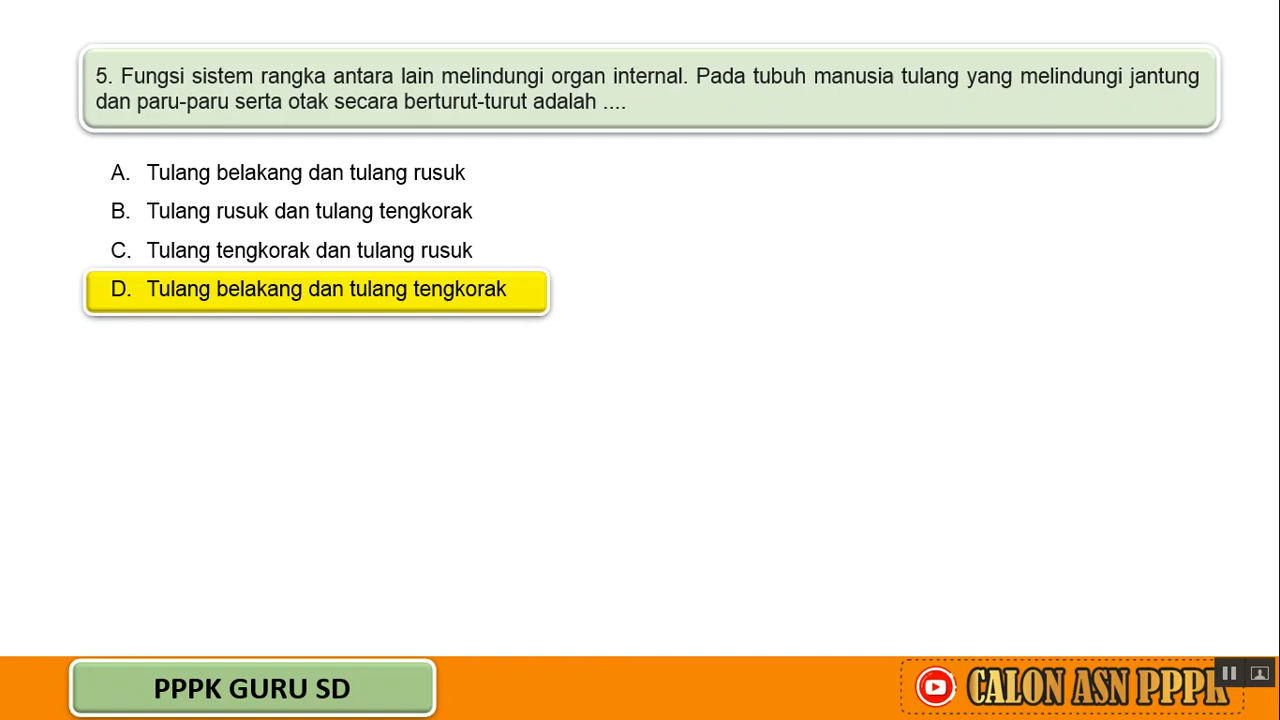 5. Fungsi sistem rangka antara lain melindungi organ internal. Pada tubuh manusia tulang yang melindungi jantung
dan paru-paru serta otak secara berturut-turut adalah ....
A. Tulang belakang dan tulang rusuk
B. Tulang rusuk dan tulang tengkorak
C. Tulang tengkorak dan tulang rusuk
D. Tulang belakang dan tulang tengkorak
PPPK GURU SD
CALON ASN PPPK